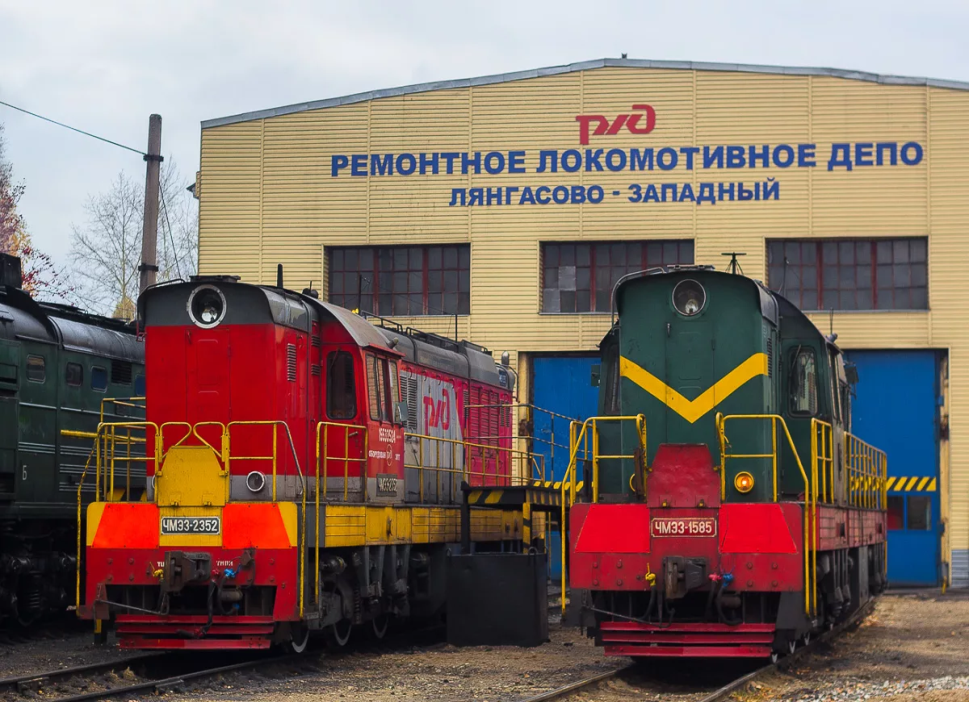 РЖД
РЕМОНТНОЕ ЛОКОМОТИВНОЕ ДЕПО
ЛЯНГАСОВО - ЗАПАДНЫЙ
РЖД
ЧМЭ3-2352
ЧМЭ3-1585
Б